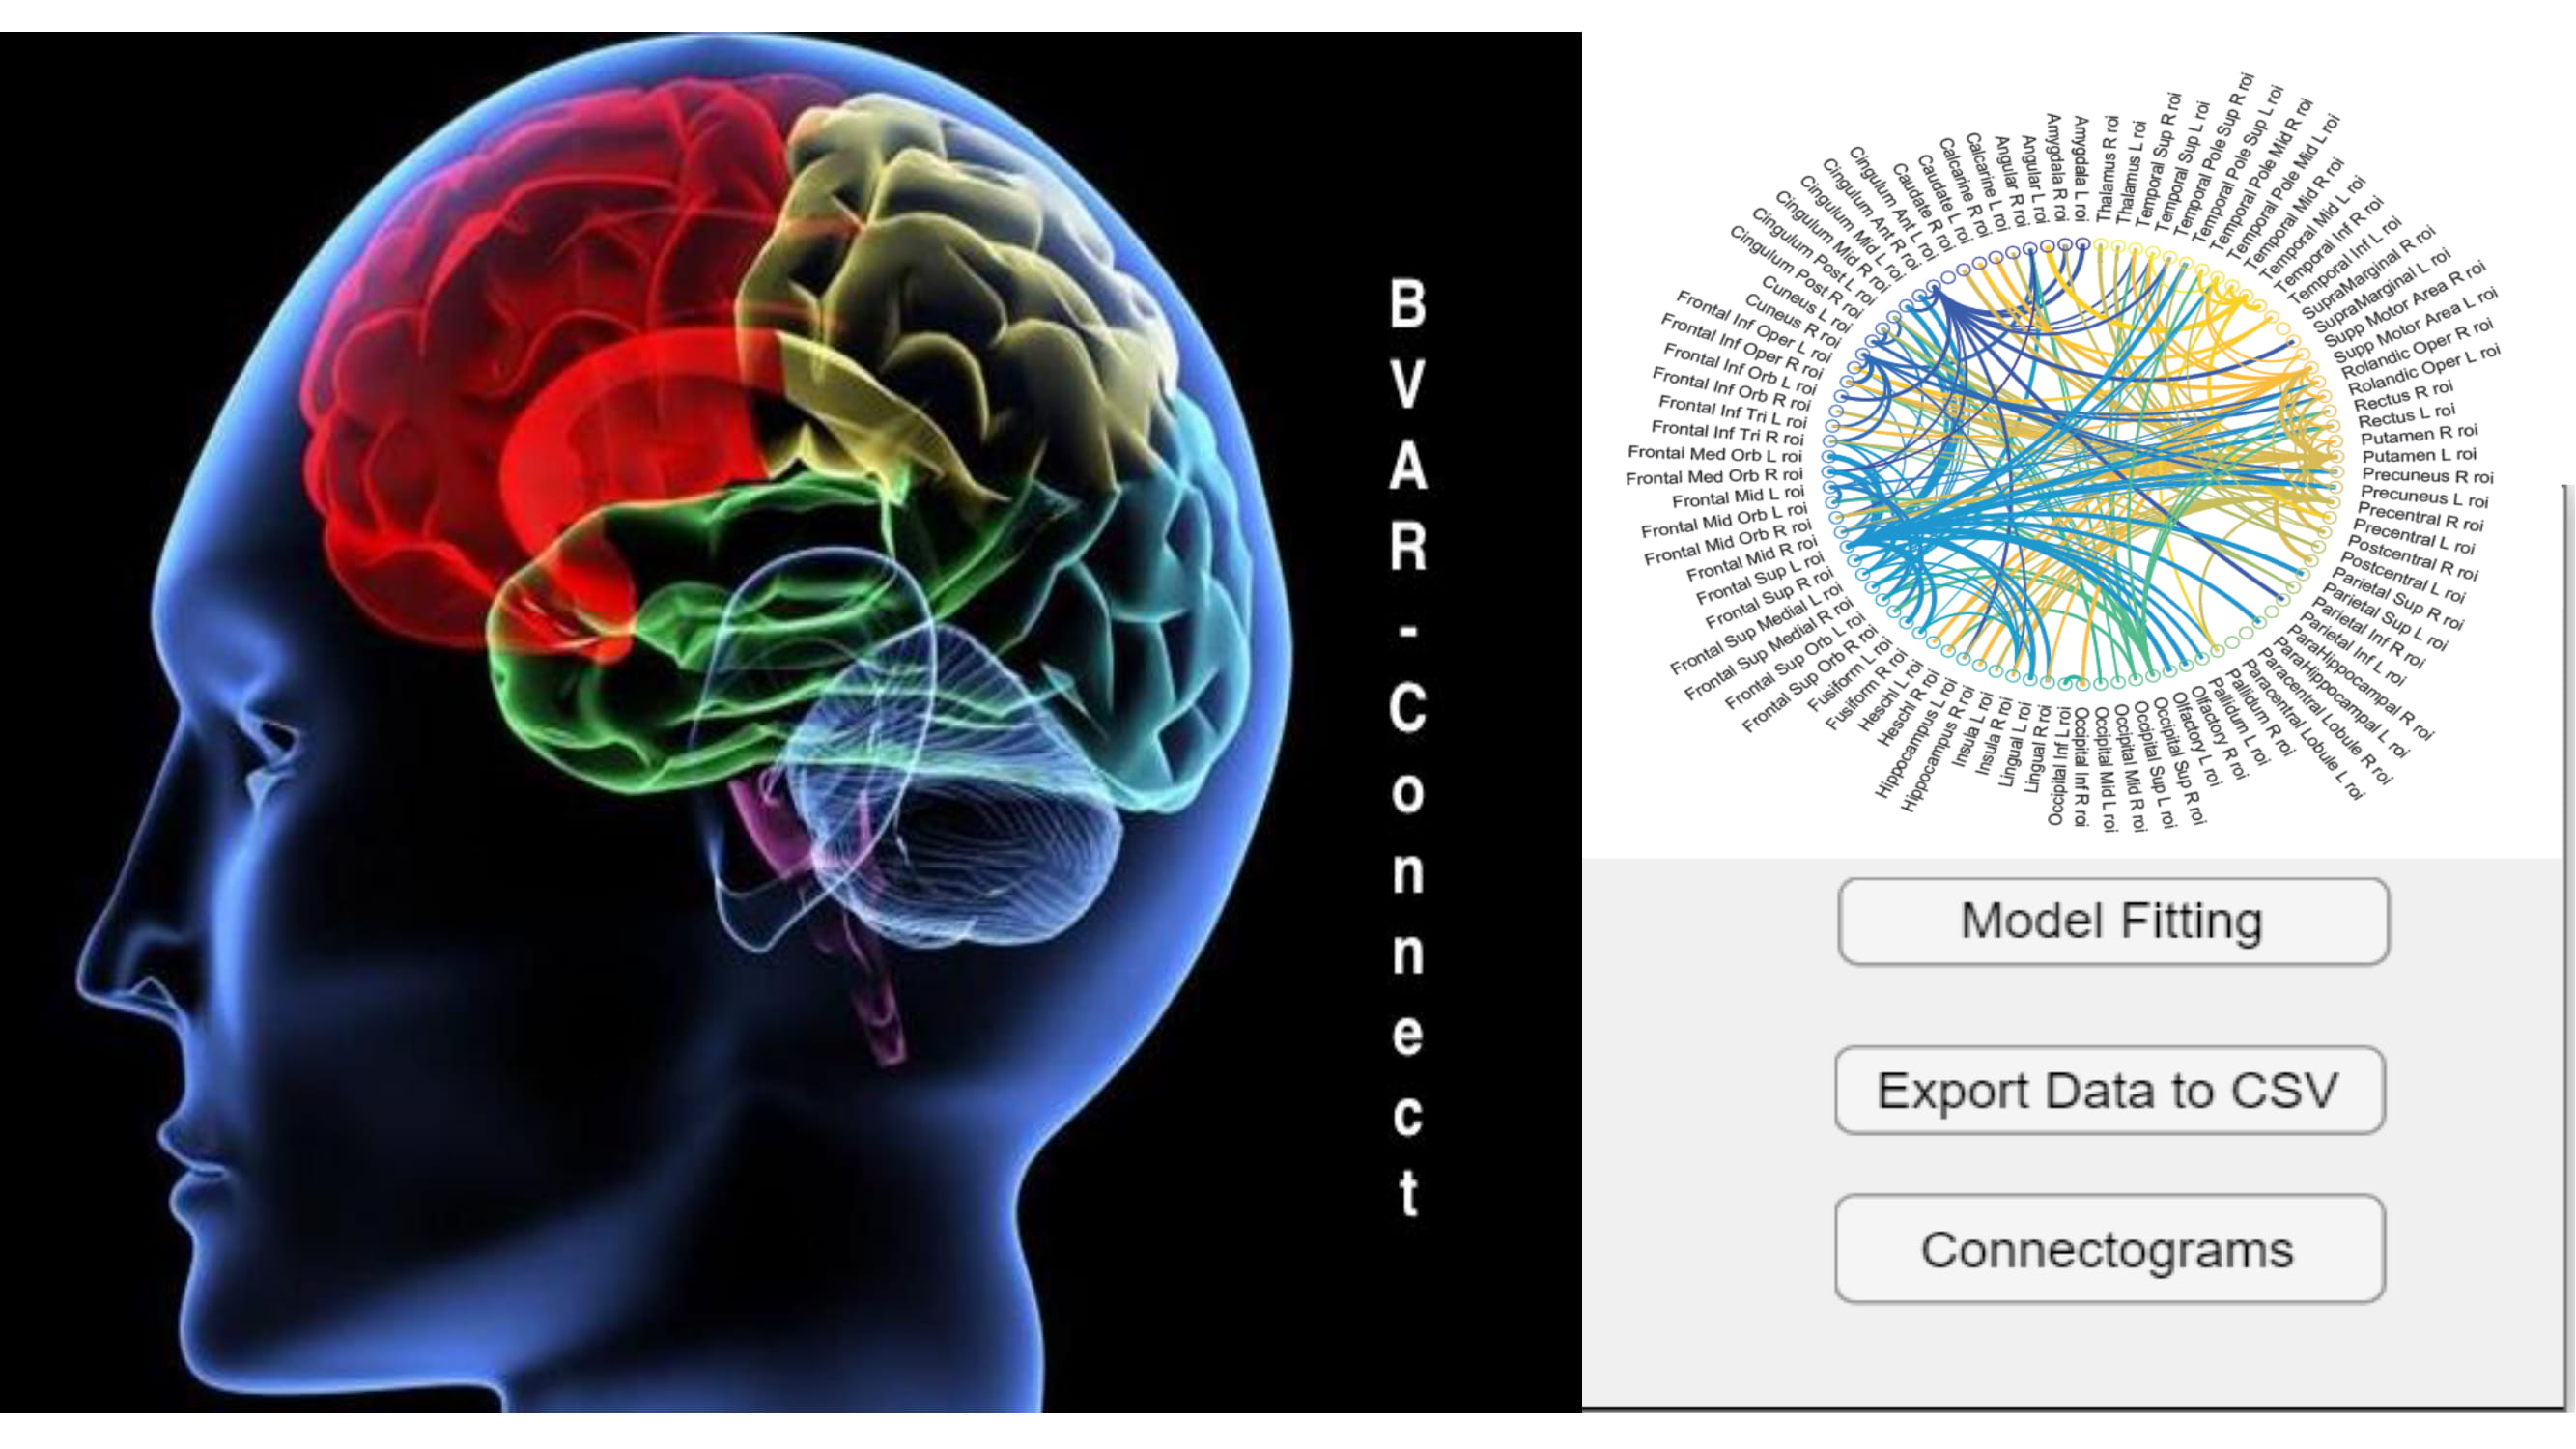 BVAR-Connect
Amygdala L roi
Amygdala R roi
Angular L roi
Angular R roi
Calcarine L roi
Calcarine R roi
Caudate L roi
Caudate R roi
Cingulum Ant L roi
Cingulum Ant R roi
Cingulum Mid L roi
Cingulum Mid R roi
Cingulum Post L roi
Cingulum Post R roi
Cuneus L roi
Cuneus R roi
Frontal Inf Oper L roi
Frontal Inf Oper R roi
Frontal Inf Orb L roi
Frontal Inf Orb R roi
Frontal Inf Tri L roi
Frontal Inf Tri R roi
Frontal Med Orb L roi
Frontal Med Orb R roi
Frontal Mid L roi
Frontal Mid Orb L roi
Frontal Mid Orb R roi
Frontal Mid R roi
Frontal Sup L roi
Frontal Sup R roi
Frontal Sup Medial L roi
Frontal Sup Medial R roi
Frontal Sup Orb L roi
Frontal Sup Orb R roi
Fusiform L roi
Fusiform R roi
Heschl L roi
Heschl R roi
Hippocampus L roi
Hippocampus R roi
Insula L roi
Insula R roi
Lingual L roi
Lingual R roi
Occipital Inf L roi
Occipital Inf R roi
Occipital Mid L roi
Occipital Mid R roi
Occipital Sup L roi
Occipital Sup R roi
Olfactory L roi
Olfactory R roi
Pallidum L roi
Pallidum R roi
Paracentral Lobule L roi
Paracentral Lobule R roi
ParaHippocampal L roi
ParaHippocampal R roi
Parietal Inf L roi
Parietal Inf R roi
Parietal Sup L roi
Parietal Sup R roi
Postcentral L roi
Postcentral R roi
Precentral L roi
Precentral R roi
Precuneus L roi
Precuneus R roi
Putamen L roi
Putamen R roi
Rectus L roi
Rectus R roi
Rolandic Oper L roi
Rolandic Oper R roi
Supp Motor Area L roi
Supp Motor Area R roi
SupraMarginal L roi
SupraMarginal R roi
Temporal Inf L roi
Temporal Inf R roi
Temporal Mid L roi
Temporal Mid R roi
Temporal Pole Mid L roi
Temporal Pole Mid R roi
Temporal Pole Sup L roi
Temporal Pole Sup R roi
Temporal Sup L roi
Temporal Sup R roi
Thalamus L roi
Thalamus R roi
Model Fitting
Export Data to CSV
Connectograms